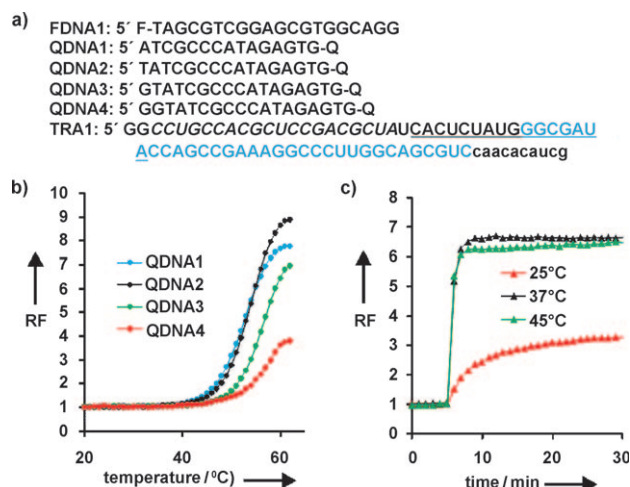 a)
FDNA1: 5´ F-TAGCGTCGGAGCGTGGCAGG
QDNA1: 5´ ATCGCCCATAGAGTG-Q
QDNA2: 5´ TATCGCCCATAGAGTG-Q
QDNA3: 5´ GTATCGCCCATAGAGTG-Q
QDNA4: 5´ GGTATCGCCCATAGAGTG-Q
TRA1: 5´ GGCCUGCCACGCUCCGACGCUAUCACUCUAUGGGCGAU
ACCAGCCGAAAGGCCCUUGGCAGCGUCcaacacaucg
b)
10
9
8
7
6
5
4
3
2
1
0
RF
QDNA1
QDNA2
QDNA3
QDNA4
20 40 60
temperature / ⁰C)
c)
8
7
6
5
4
3
2
1
0
RF
25°C
37°C
45°C
0 10 20 30
time / min